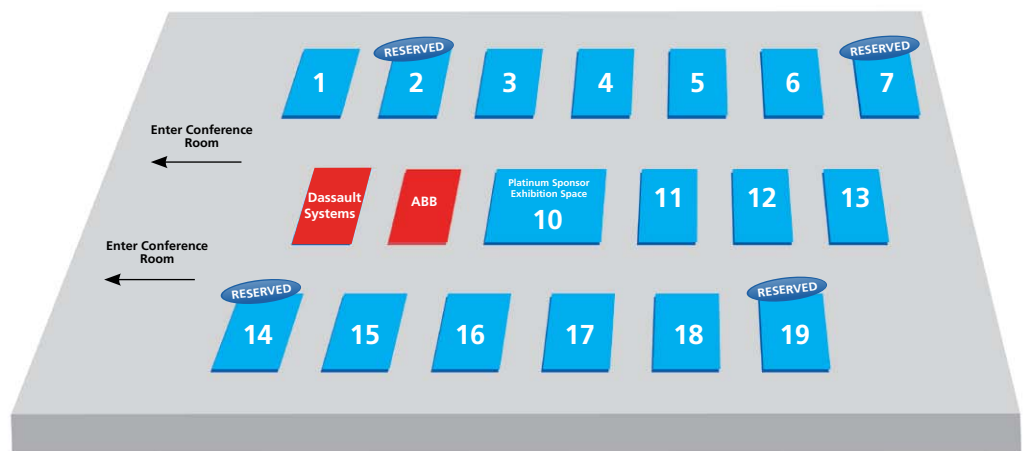 RESERVED
RESERVED
1
2
3
4
5
6
7
Enter Conference
Room
Dassault
Systems
ABB
Platinum Sponsor
Exhibition Space
10
11
12
13
Enter Conference
Room
RESERVED
RESERVED
14
15
16
17
18
19